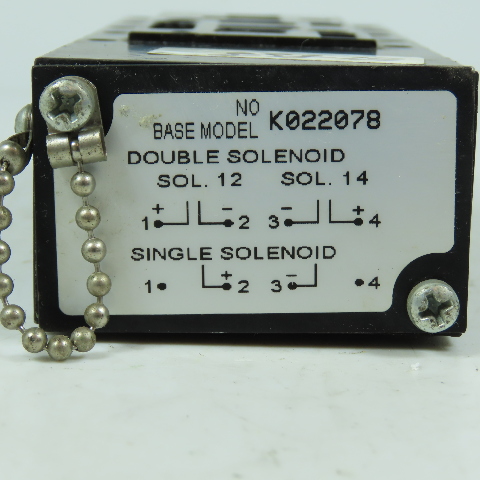 NO
BASE MODEL K022078
DOUBLE SOLENOID
SOL. 12 SOL. 14
+ − − +
1 2 3 4
SINGLE SOLENOID
+ −
1 2 3 4